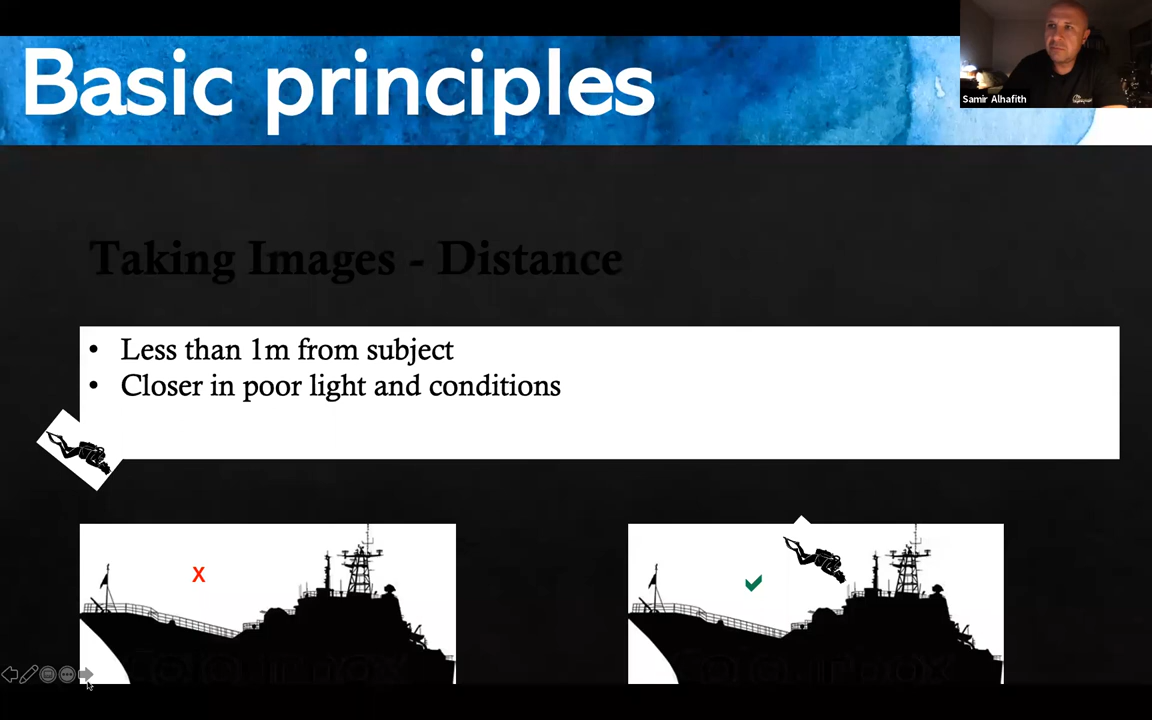 Basic principles
Samir Alhafith
Taking Images - Distance
• Less than 1m from subject
• Closer in poor light and conditions
X